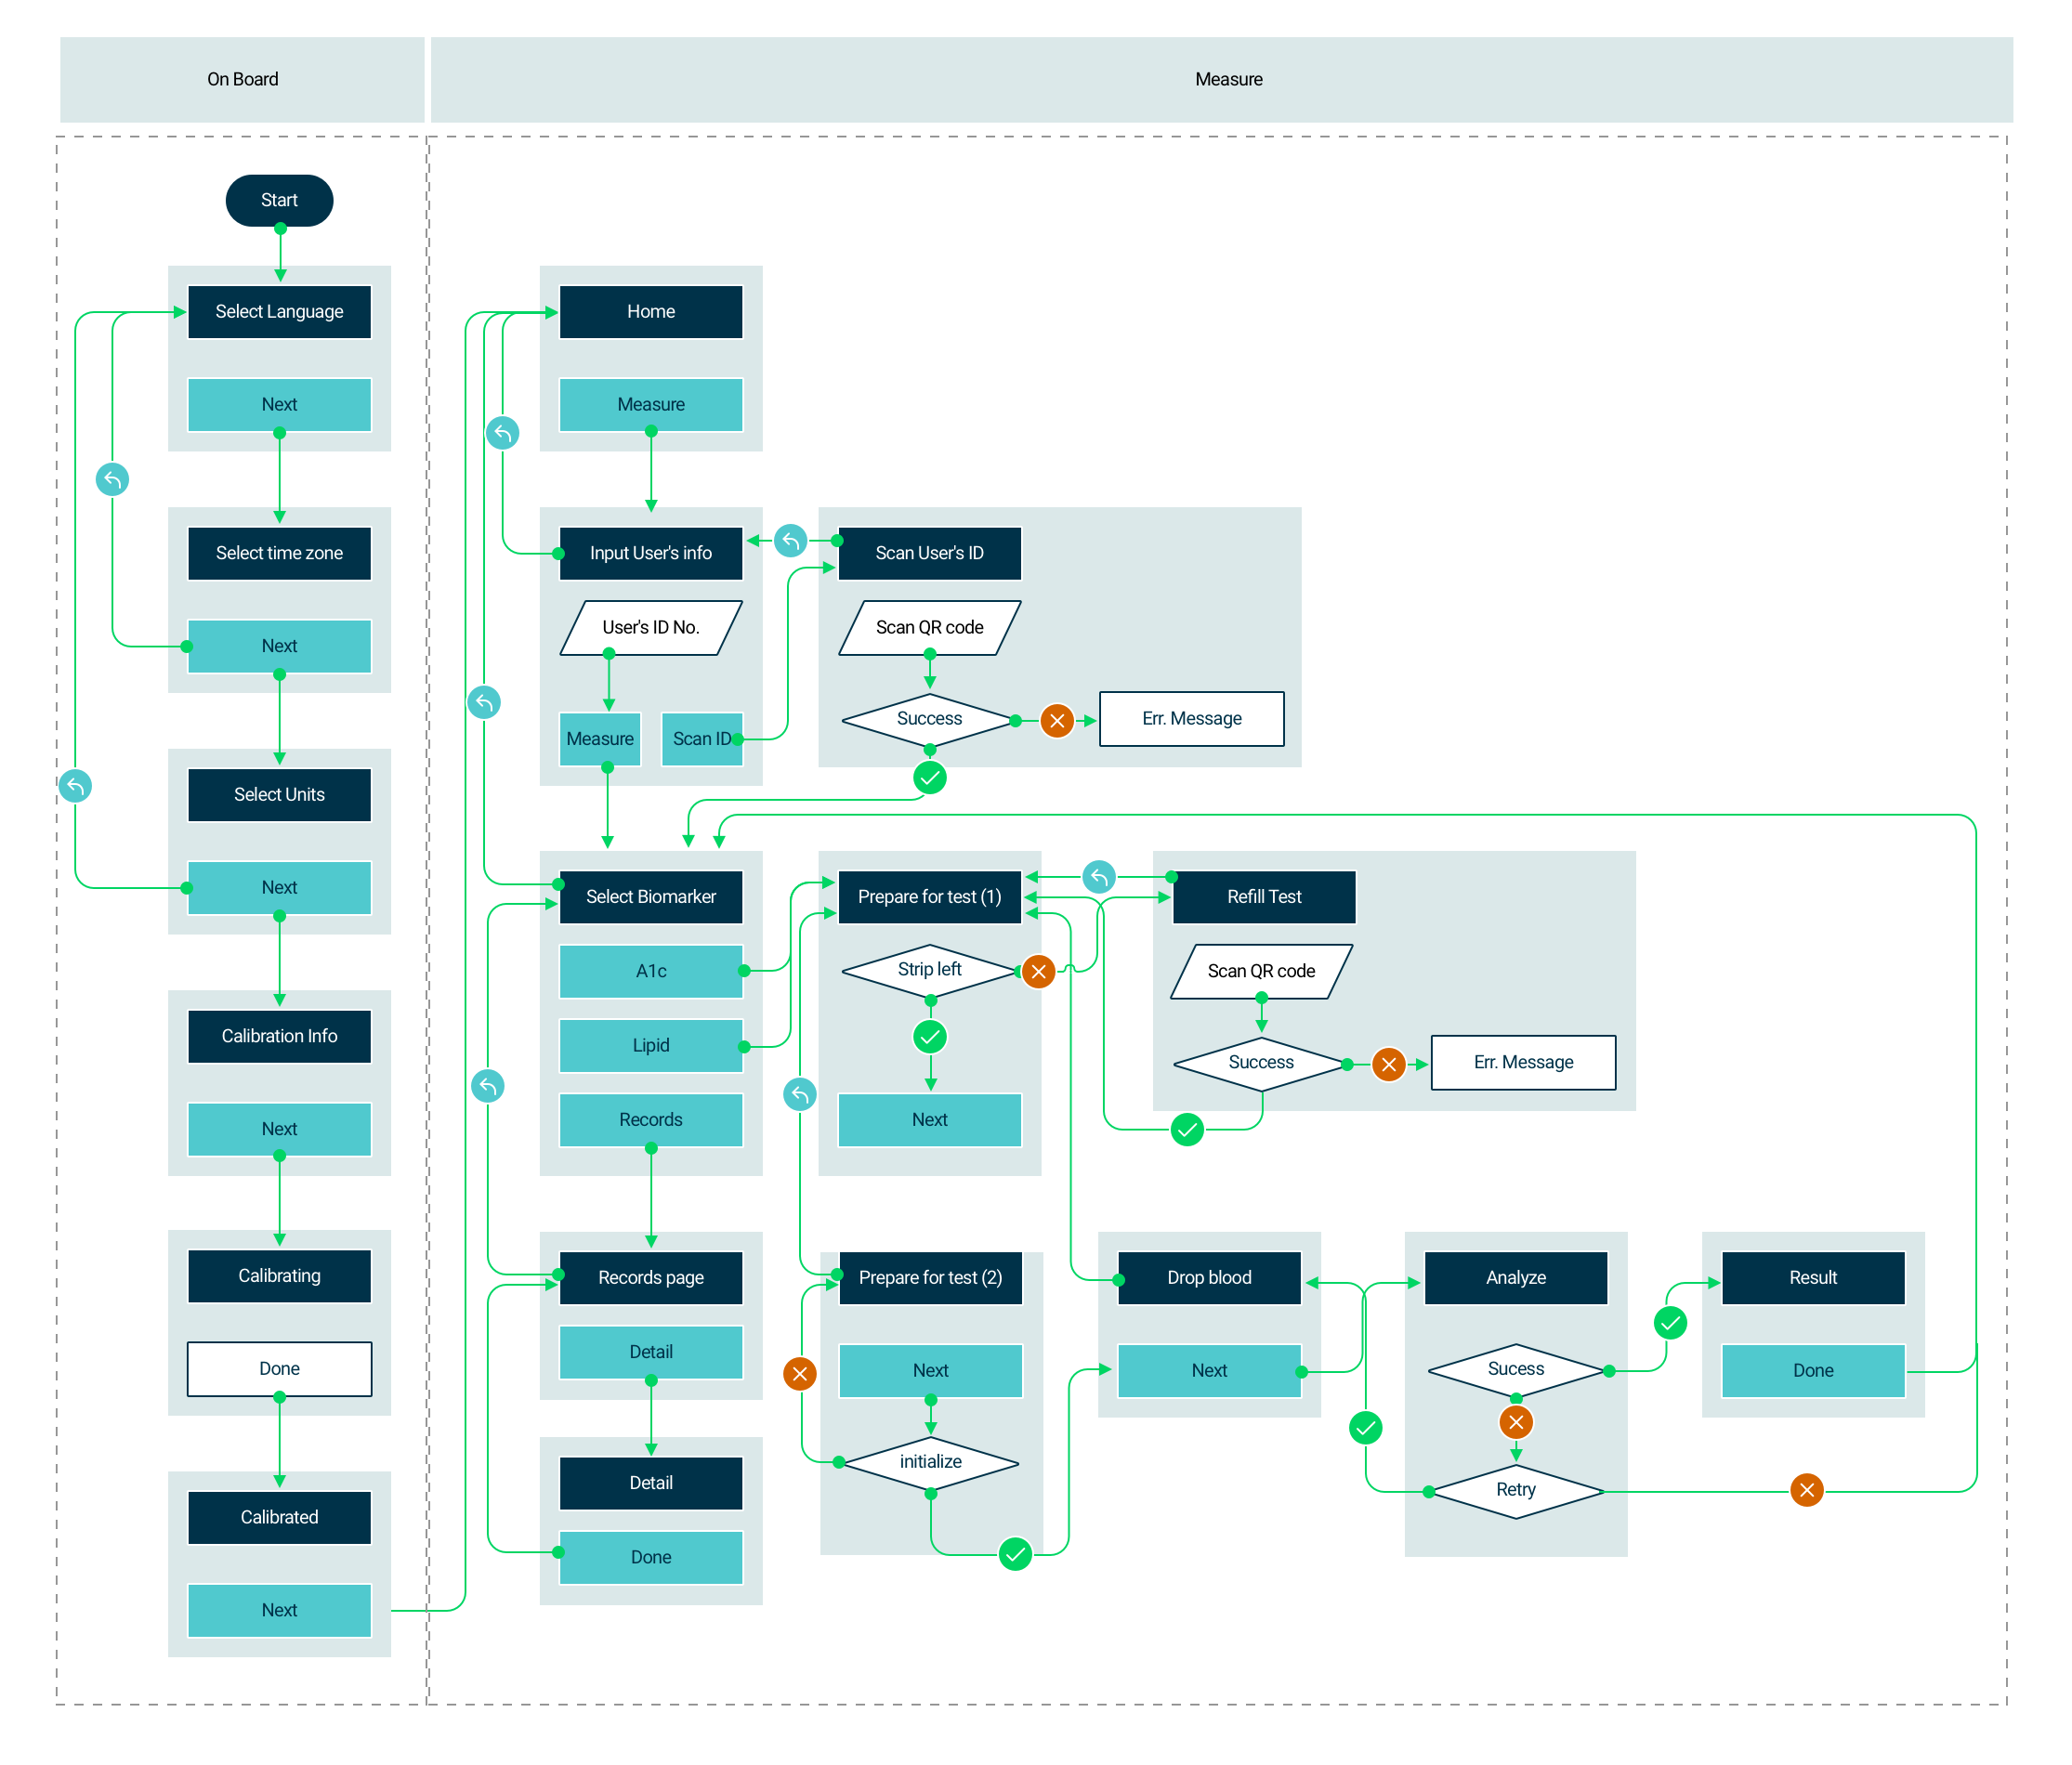 On Board
Measure
Start
Select Language
Next
Select time zone
Next
Select Units
Next
Calibration Info
Next
Calibrating
Done
Calibrated
Next
Home
Measure
Input User's info
User's ID No.
Measure
Scan ID
Scan User's ID
Scan QR code
Success
Err. Message
Select Biomarker
A1c
Lipid
Records
Prepare for test (1)
Strip left
Next
Refill Test
Scan QR code
Success
Err. Message
Records page
Detail
Detail
Done
Prepare for test (2)
Next
initialize
Drop blood
Next
Analyze
Sucess
Retry
Result
Done